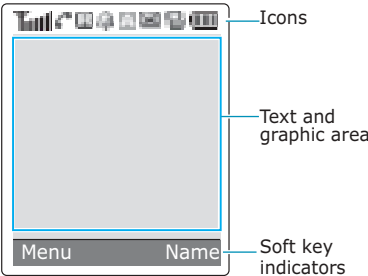 Icons
Text and
graphic area
Menu Name
Soft key
indicators